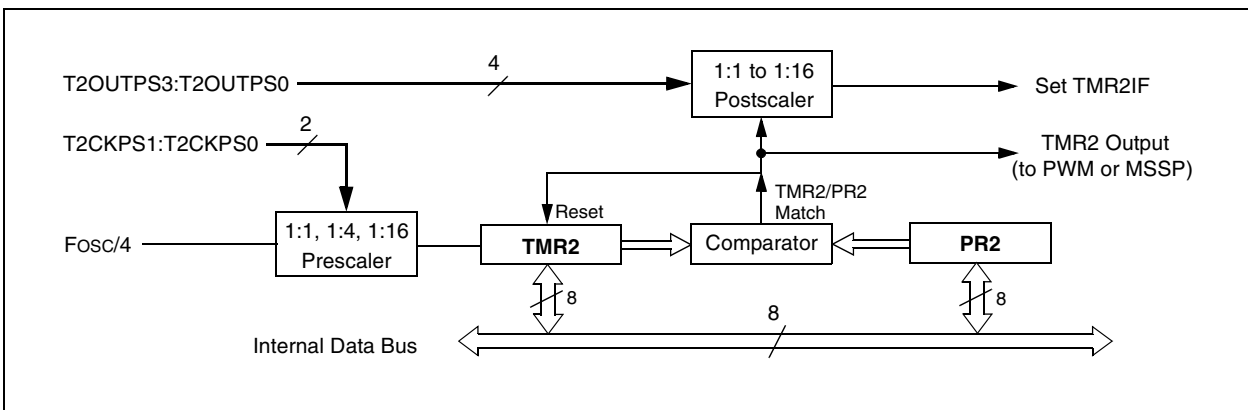 T2OUTPS3:T2OUTPS0
4
1:1 to 1:16
Postscaler
Set TMR2IF
T2CKPS1:T2CKPS0
2
TMR2 Output
(to PWM or MSSP)
TMR2/PR2
Match
Reset
FOSC/4
1:1, 1:4, 1:16
Prescaler
TMR2
Comparator
PR2
8
8
8
Internal Data Bus